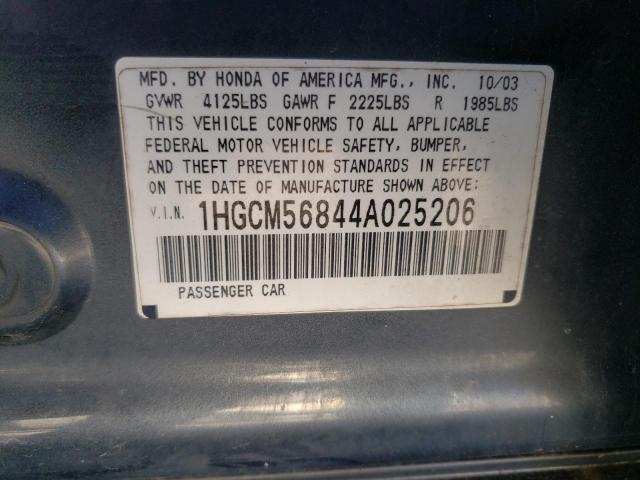 MFD. BY HONDA OF AMERICA MFG., INC. 10/03
GVWR 4125LBS GAWR F 2225LBS R 1985LBS
THIS VEHICLE CONFORMS TO ALL APPLICABLE
FEDERAL MOTOR VEHICLE SAFETY, BUMPER,
AND THEFT PREVENTION STANDARDS IN EFFECT
ON THE DATE OF MANUFACTURE SHOWN ABOVE:
V.I.N. 1HGCM56844A025206
PASSENGER CAR